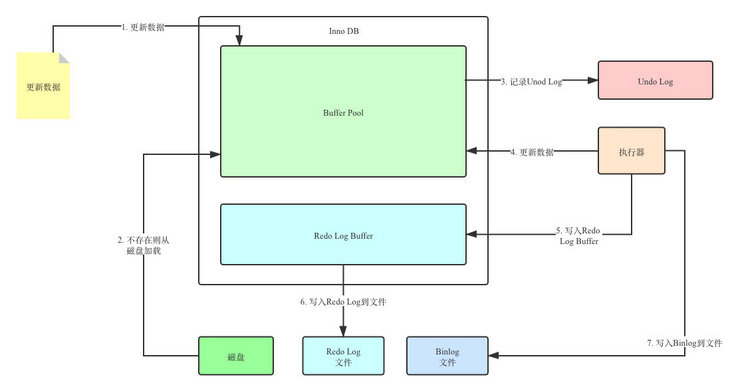 1. 更新数据
Inno DB
更新数据
Buffer Pool
3. 记录Unod Log
Undo Log
4. 更新数据
执行器
2. 不存在则从
磁盘加载
Redo Log Buffer
5. 写入Redo
Log Buffer
6. 写入Redo Log到文件
7. 写入Binlog到文件
磁盘
Redo Log
文件
Binlog
文件